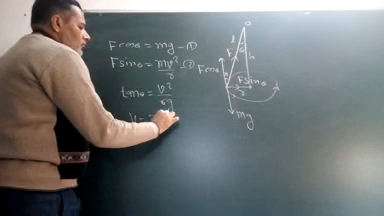 Fcosθ = mg - ①
Fsinθ = mv²/r - ②
tanθ = v²/rg
v =
O
l
θ
h
F
Fcosθ
θ
Fsinθ
r
mg